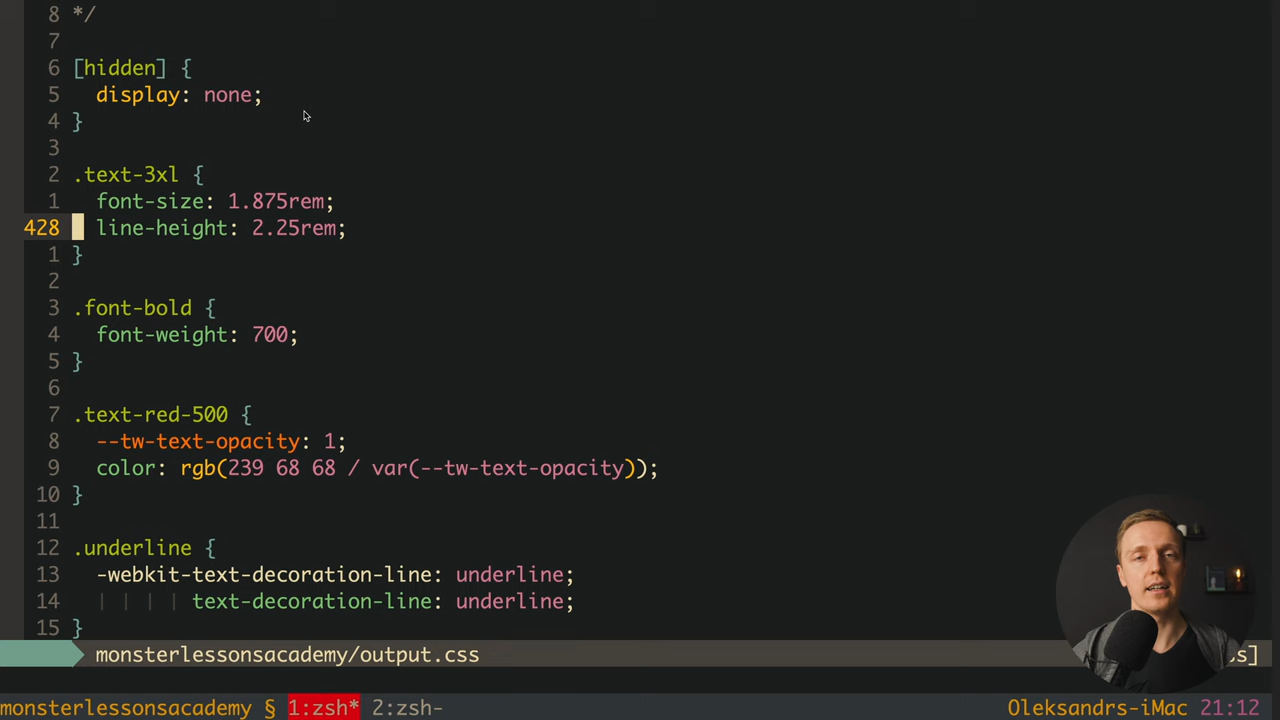 8 */
7
6 [hidden] {
5 display: none;
4 }
3
2 .text-3xl {
1 font-size: 1.875rem;
428 line-height: 2.25rem;
1 }
2
3 .font-bold {
4 font-weight: 700;
5 }
6
7 .text-red-500 {
8 --tw-text-opacity: 1;
9 color: rgb(239 68 68 / var(--tw-text-opacity));
10 }
11
12 .underline {
13 -webkit-text-decoration-line: underline;
14 | | | | text-decoration-line: underline;
15 }
monsterlessonsacademy/output.css s]
monsterlessonsacademy § 1:zsh* 2:zsh- Oleksandrs-iMac 21:12